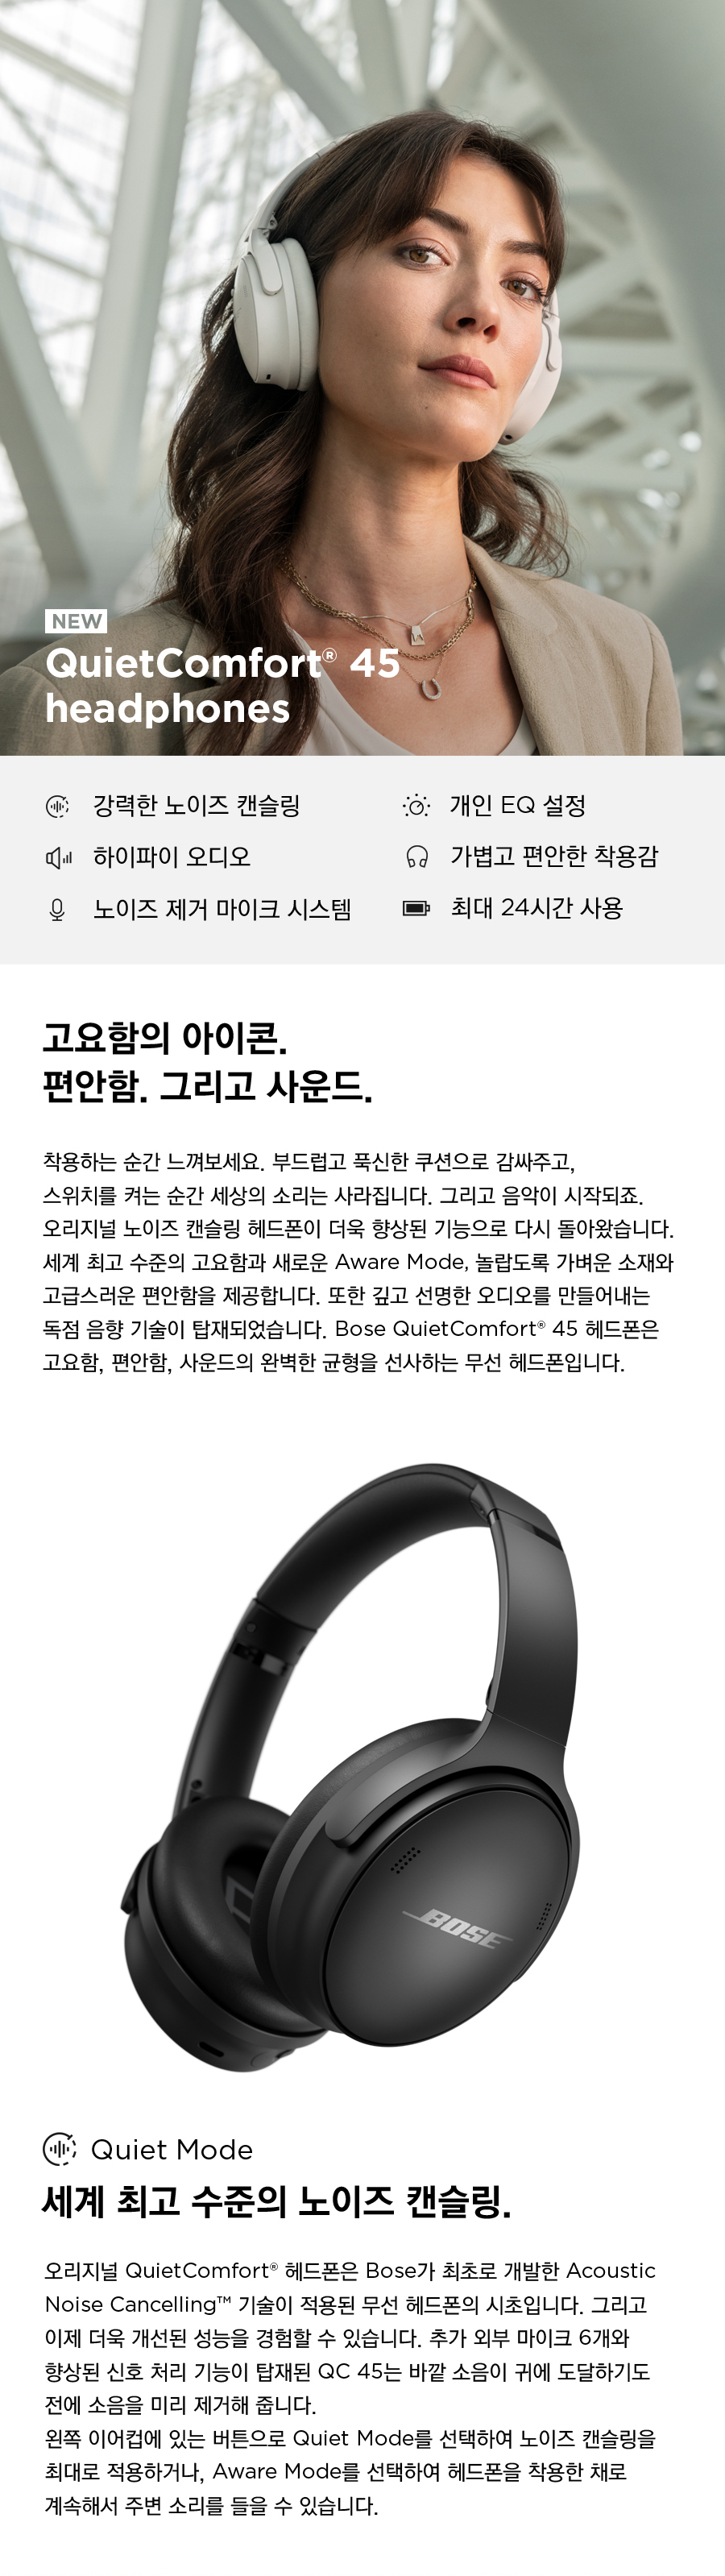 NEW
QuietComfort® 45
headphones
강력한 노이즈 캔슬링
개인 EQ 설정
하이파이 오디오
가볍고 편안한 착용감
노이즈 제거 마이크 시스템
최대 24시간 사용
고요함의 아이콘.
편안함. 그리고 사운드.
착용하는 순간 느껴보세요. 부드럽고 푹신한 쿠션으로 감싸주고,
스위치를 켜는 순간 세상의 소리는 사라집니다. 그리고 음악이 시작되죠.
오리지널 노이즈 캔슬링 헤드폰이 더욱 향상된 기능으로 다시 돌아왔습니다.
세계 최고 수준의 고요함과 새로운 Aware Mode, 놀랍도록 가벼운 소재와
고급스러운 편안함을 제공합니다. 또한 깊고 선명한 오디오를 만들어내는
독점 음향 기술이 탑재되었습니다. Bose QuietComfort® 45 헤드폰은
고요함, 편안함, 사운드의 완벽한 균형을 선사하는 무선 헤드폰입니다.
BOSE
Quiet Mode
세계 최고 수준의 노이즈 캔슬링.
오리지널 QuietComfort® 헤드폰은 Bose가 최초로 개발한 Acoustic
Noise Cancelling™ 기술이 적용된 무선 헤드폰의 시초입니다. 그리고
이제 더욱 개선된 성능을 경험할 수 있습니다. 추가 외부 마이크 6개와
향상된 신호 처리 기능이 탑재된 QC 45는 바깥 소음이 귀에 도달하기도
전에 소음을 미리 제거해 줍니다.
왼쪽 이어컵에 있는 버튼으로 Quiet Mode를 선택하여 노이즈 캔슬링을
최대로 적용하거나, Aware Mode를 선택하여 헤드폰을 착용한 채로
계속해서 주변 소리를 들을 수 있습니다.